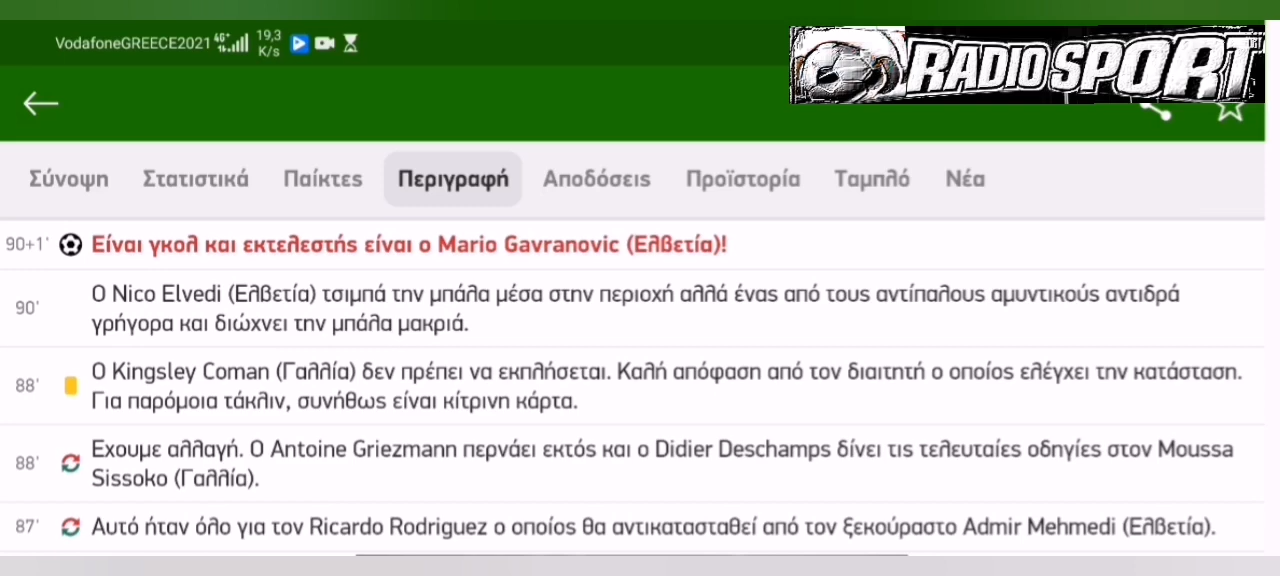 VodafoneGREECE2021 4G+ 19,3 K/s
RADIO SPORT
Σύνοψη Στατιστικά Παίκτες Περιγραφή Αποδόσεις Προϊστορία Ταμπλό Νέα
90+1' Είναι γκολ και εκτελεστής είναι ο Mario Gavranovic (Ελβετία)!
90' Ο Nico Elvedi (Ελβετία) τσιμπά την μπάλα μέσα στην περιοχή αλλά ένας από τους αντίπαλους αμυντικούς αντιδρά
γρήγορα και διώχνει την μπάλα μακριά.
88' Ο Kingsley Coman (Γαλλία) δεν πρέπει να εκπλήσεται. Καλή απόφαση από τον διαιτητή ο οποίος ελέγχει την κατάσταση.
Για παρόμοια τάκλιν, συνήθως είναι κίτρινη κάρτα.
88' Εχουμε αλλαγή. Ο Antoine Griezmann περνάει εκτός και ο Didier Deschamps δίνει τις τελευταίες οδηγίες στον Moussa
Sissoko (Γαλλία).
87' Αυτό ήταν όλο για τον Ricardo Rodriguez ο οποίος θα αντικατασταθεί από τον ξεκούραστο Admir Mehmedi (Ελβετία).